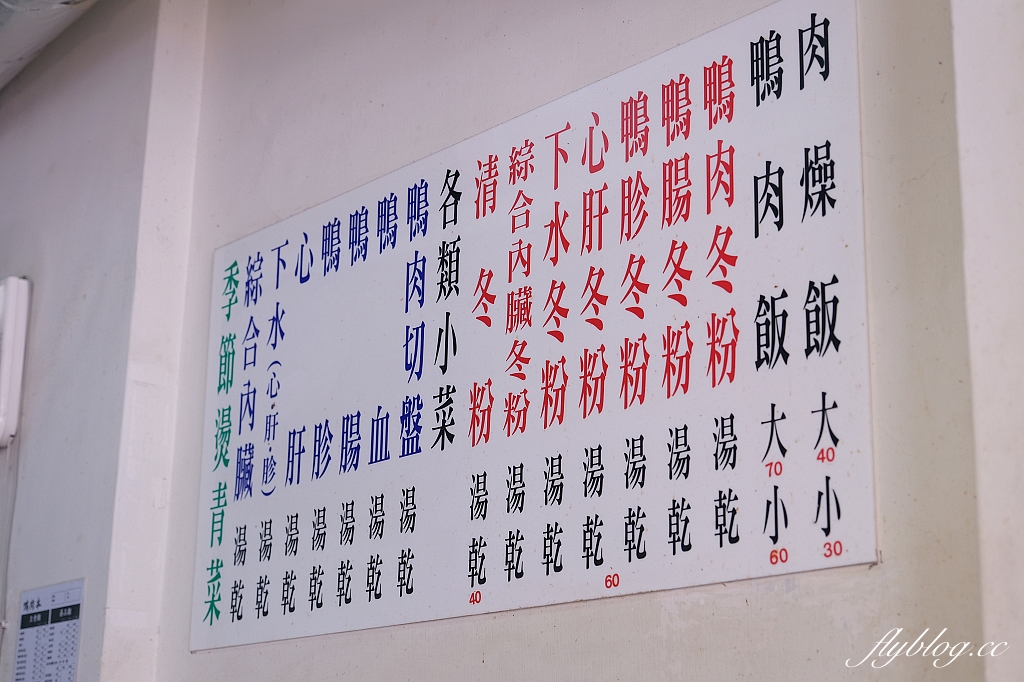 肉燥飯大40小30
鴨肉飯大70小60
鴨肉冬粉湯乾
鴨腸冬粉湯乾
鴨胗冬粉湯乾
心肝冬粉湯乾
下水冬粉湯乾
綜合內臟冬粉湯乾
60
清冬粉湯乾40
各類小菜
鴨肉切盤湯乾
鴨血湯乾
鴨腸湯乾
鴨胗湯乾
心肝湯乾
下水(心·肝·胗)湯乾
綜合內臟湯乾
季節燙青菜
flyblog.cc